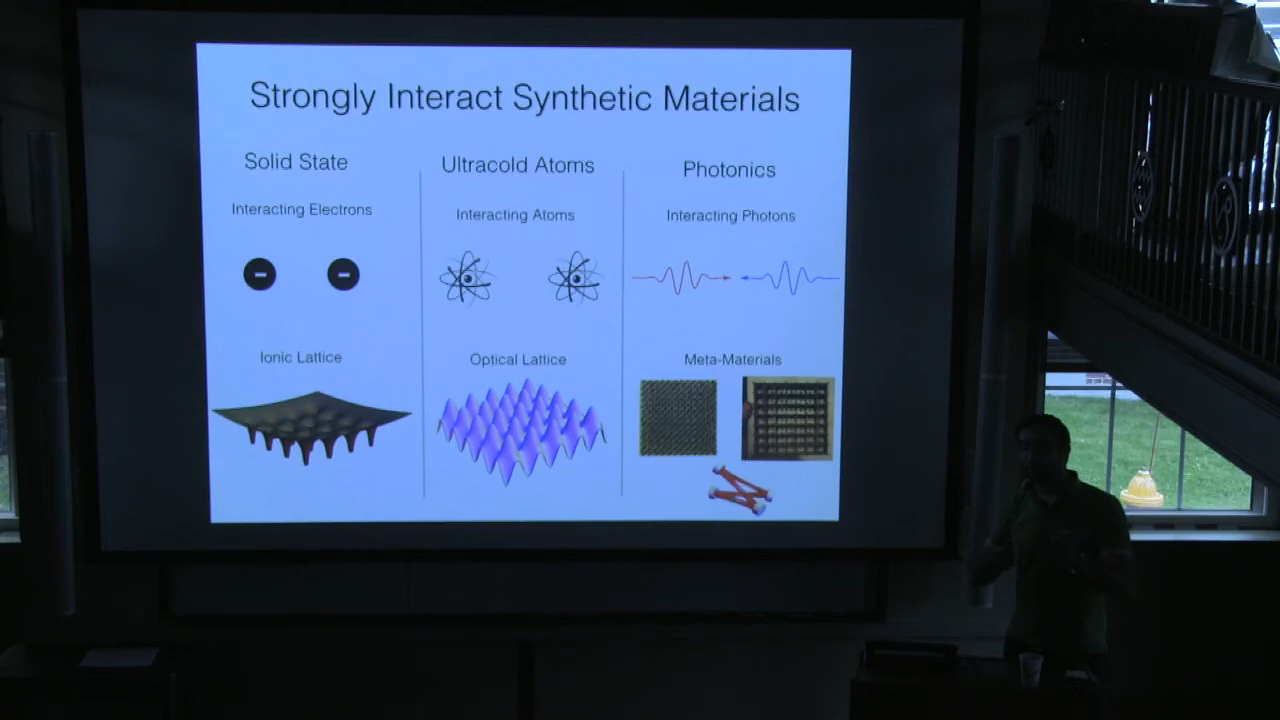 Strongly Interact Synthetic Materials
Solid State
Interacting Electrons
Ionic Lattice
Ultracold Atoms
Interacting Atoms
Optical Lattice
Photonics
Interacting Photons
Meta-Materials